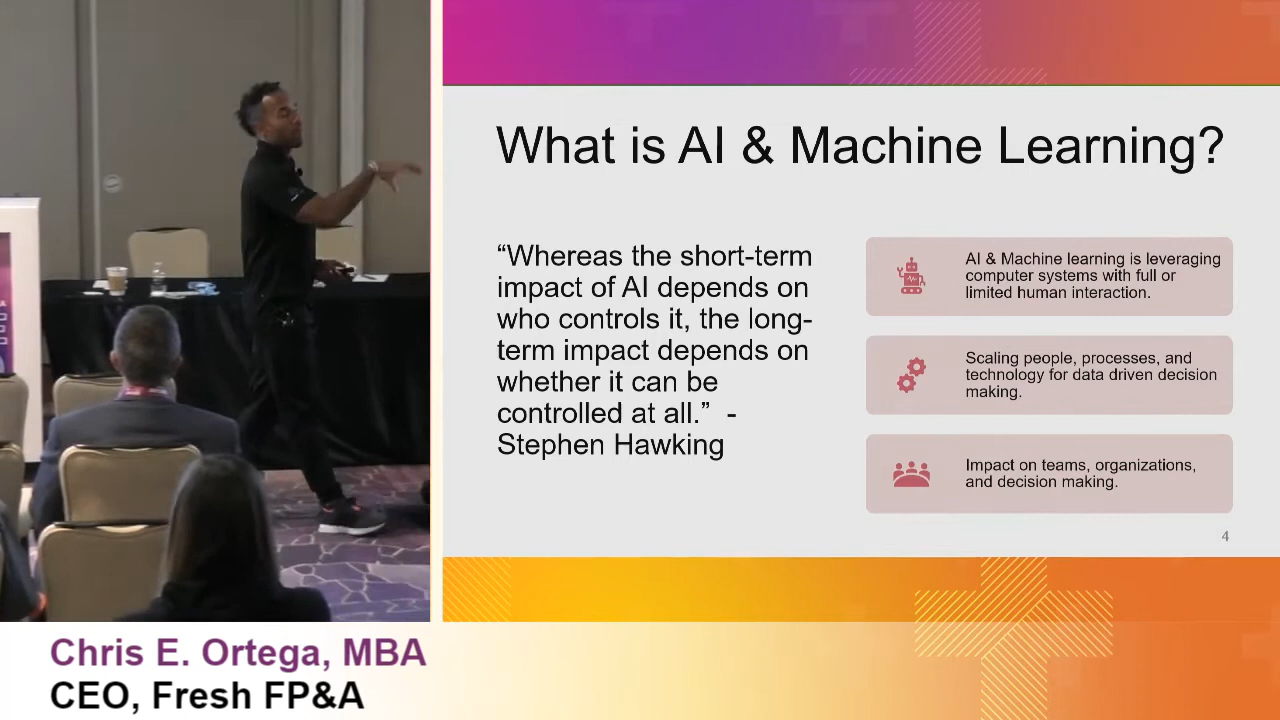 What is AI & Machine Learning?
“Whereas the short-term
impact of AI depends on
who controls it, the long-
term impact depends on
whether it can be
controlled at all.”  -
Stephen Hawking
AI & Machine learning is leveraging
computer systems with full or
limited human interaction.
Scaling people, processes, and
technology for data driven decision
making.
Impact on teams, organizations,
and decision making.
4
Chris E. Ortega, MBA
CEO, Fresh FP&A